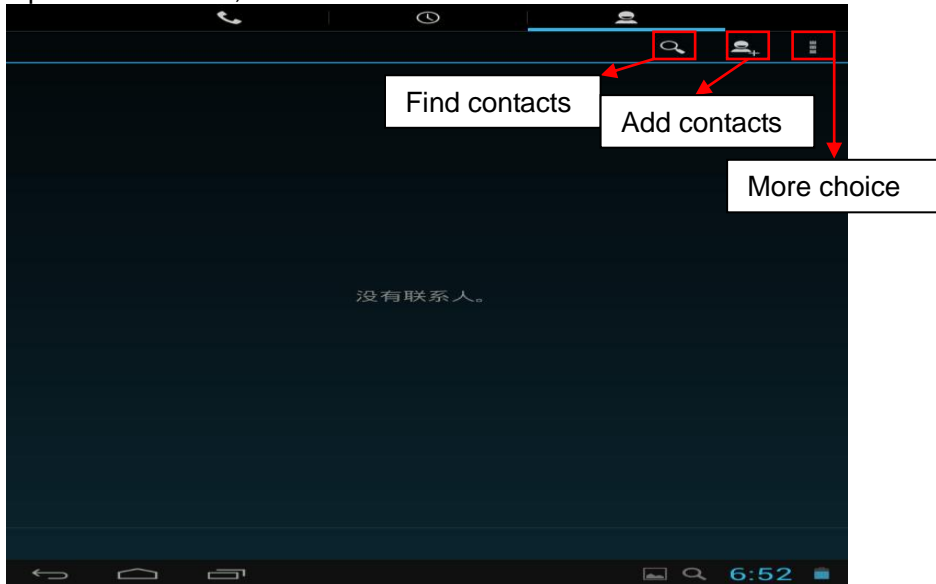 Find contacts
Add contacts
More choice
没有联系人。
6:52